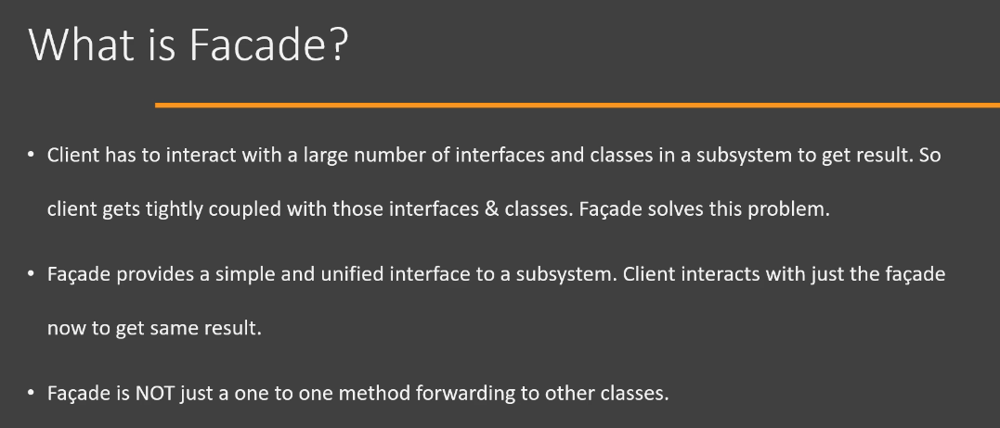 What is Facade?
• Client has to interact with a large number of interfaces and classes in a subsystem to get result. So
client gets tightly coupled with those interfaces & classes. Façade solves this problem.
• Façade provides a simple and unified interface to a subsystem. Client interacts with just the façade
now to get same result.
• Façade is NOT just a one to one method forwarding to other classes.